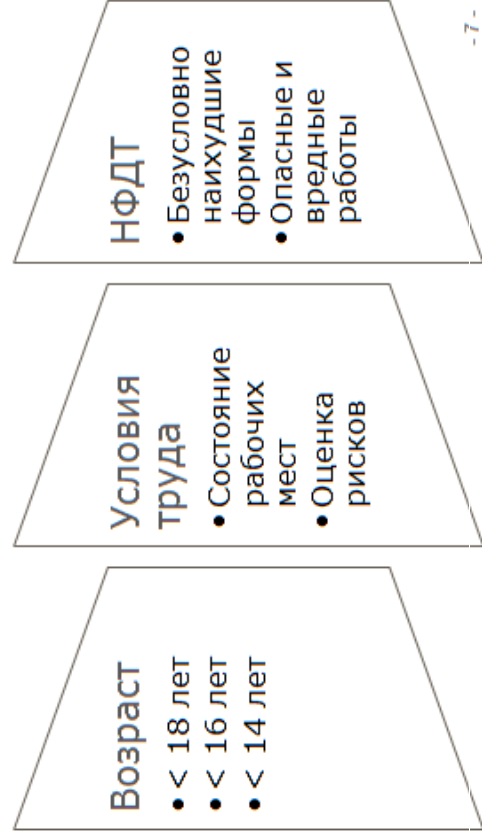 Возраст
• < 18 лет
• < 16 лет
• < 14 лет
Условия
труда
• Состояние
рабочих
мест
• Оценка
рисков
НФДТ
• Безусловно
наихудшие
формы
• Опасные и
вредные
работы
- 7 -